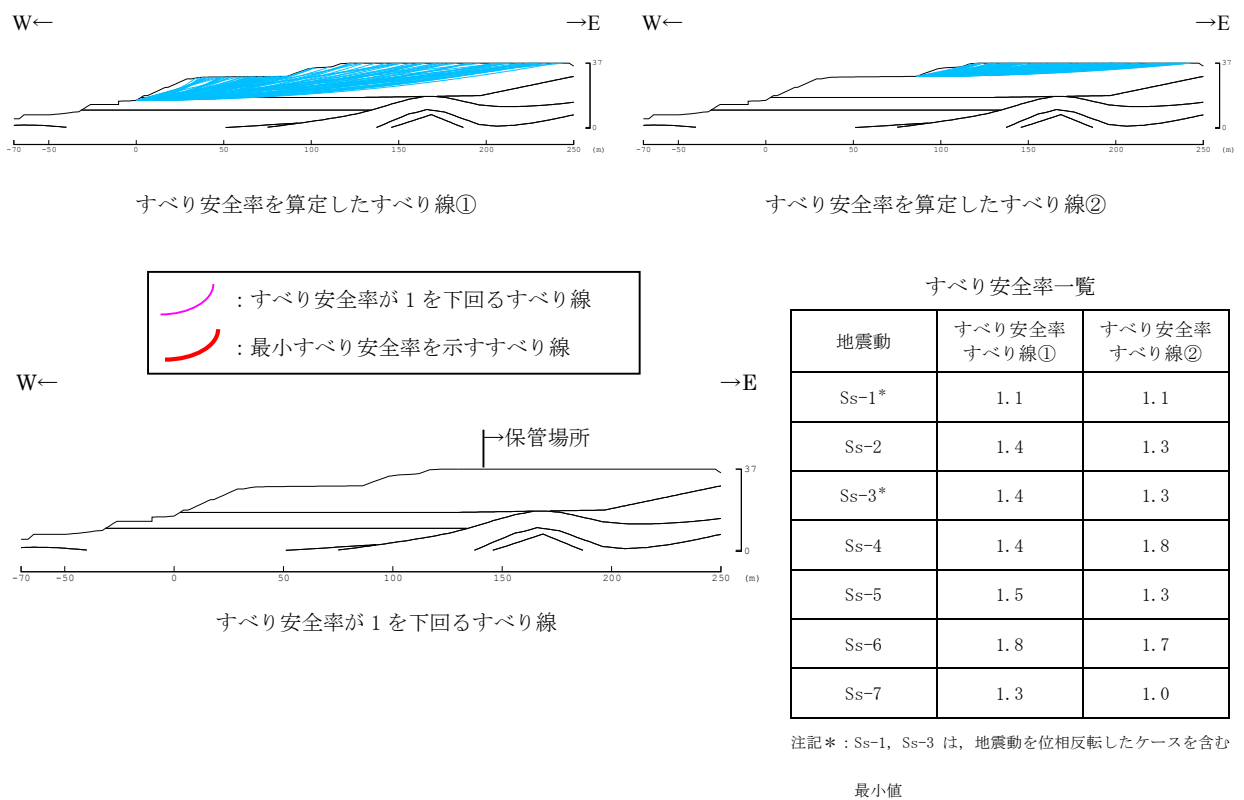 W← →E
37
0
-70 -50 0 50 100 150 200 250 (m)
すべり安全率を算定したすべり線①
W← →E
37
0
-70 -50 0 50 100 150 200 250 (m)
すべり安全率を算定したすべり線②
：すべり安全率が 1 を下回るすべり線
：最小すべり安全率を示すすべり線
W← →E
→保管場所
37
0
-70 -50 0 50 100 150 200 250 (m)
すべり安全率が 1 を下回るすべり線
すべり安全率一覧
地震動 すべり安全率 すべり線① すべり安全率 すべり線②
Ss-1* 1.1 1.1
Ss-2 1.4 1.3
Ss-3* 1.4 1.3
Ss-4 1.4 1.8
Ss-5 1.5 1.3
Ss-6 1.8 1.7
Ss-7 1.3 1.0
注記＊：Ss-1, Ss-3 は，地震動を位相反転したケースを含む
最小値